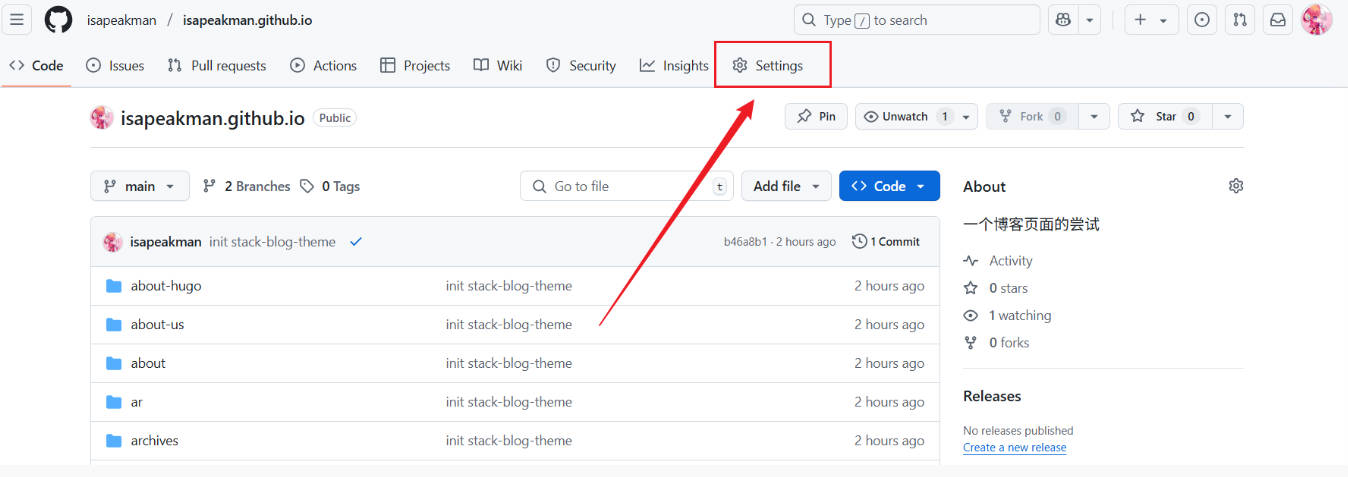 isapeakman / isapeakman.github.io Type / to search
Code Issues Pull requests Actions Projects Wiki Security Insights Settings
isapeakman.github.io Public Pin Unwatch 1 Fork 0 Star 0
main 2 Branches 0 Tags Go to file t Add file Code
isapeakman init stack-blog-theme b46a8b1 · 2 hours ago 1 Commit
about-hugo init stack-blog-theme 2 hours ago
about-us init stack-blog-theme 2 hours ago
about init stack-blog-theme 2 hours ago
ar init stack-blog-theme 2 hours ago
archives init stack-blog-theme 2 hours ago
About
一个博客页面的尝试
Activity
0 stars
1 watching
0 forks
Releases
No releases published
Create a new release